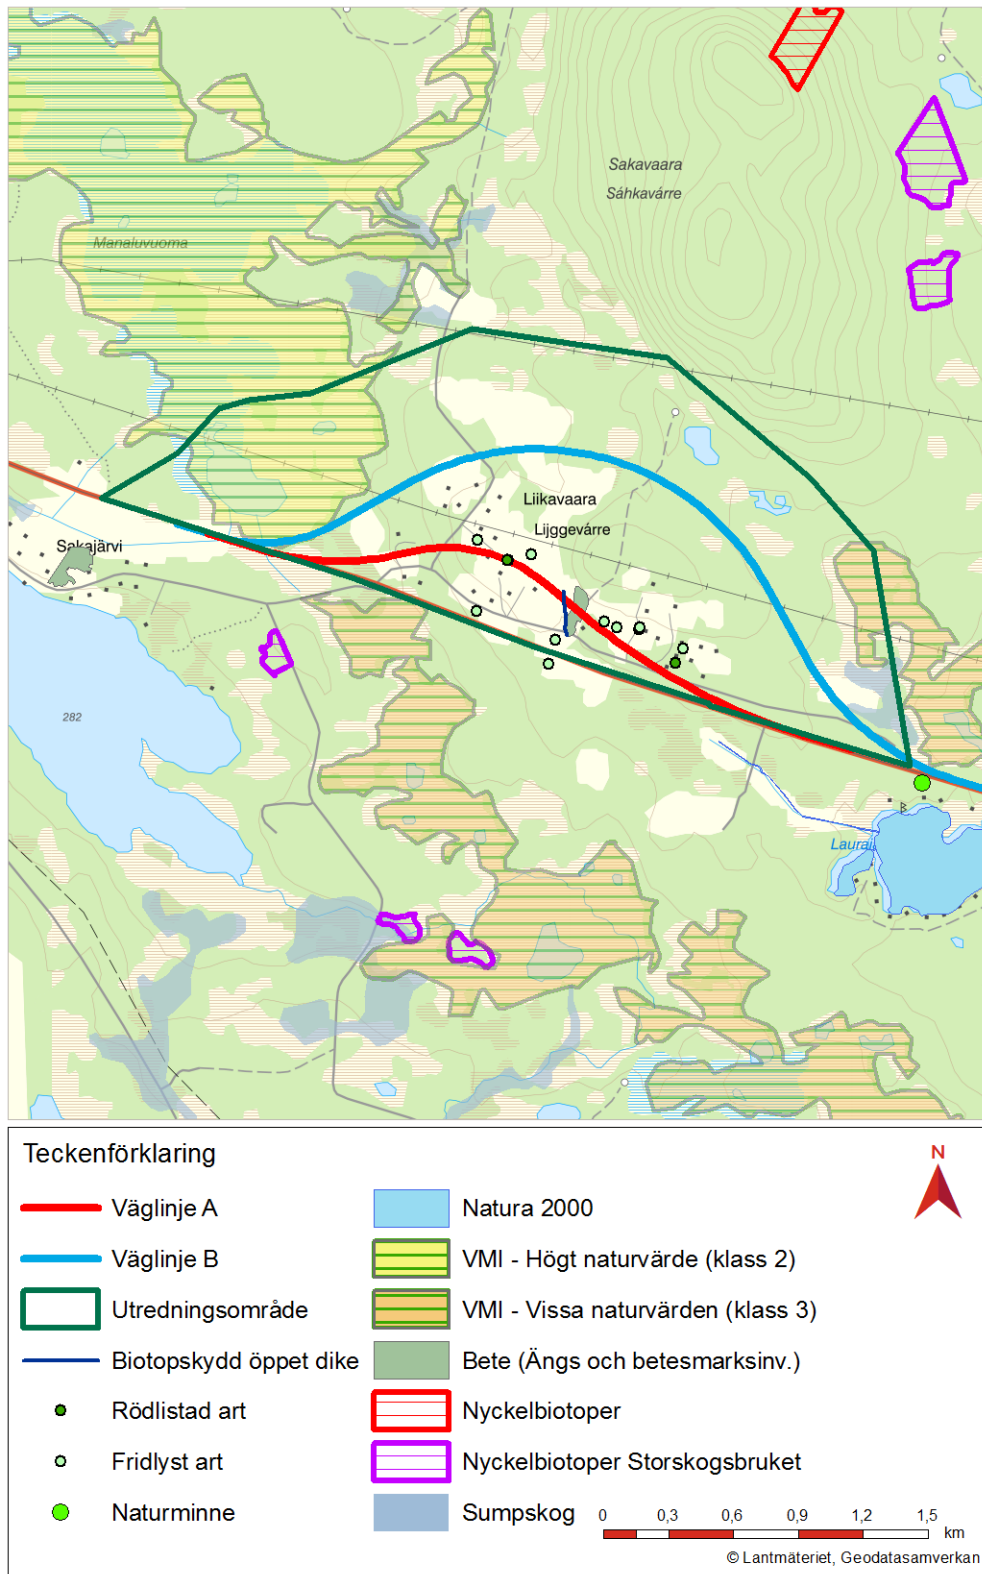 Sakavaara
Sáhkavárre
Manaluvuoma
Liikavaara
Lijggevárre
Sakajärvi
282
Laurai
Teckenförklaring
N
Väglinje A
Väglinje B
Utredningsområde
Biotopskydd öppet dike
Rödlistad art
Fridlyst art
Naturminne
Natura 2000
VMI - Högt naturvärde (klass 2)
VMI - Vissa naturvärden (klass 3)
Bete (Ängs och betesmarksinv.)
Nyckelbiotoper
Nyckelbiotoper Storskogsbruket
Sumpskog
0 0,3 0,6 0,9 1,2 1,5
km
© Lantmäteriet, Geodatasamverkan